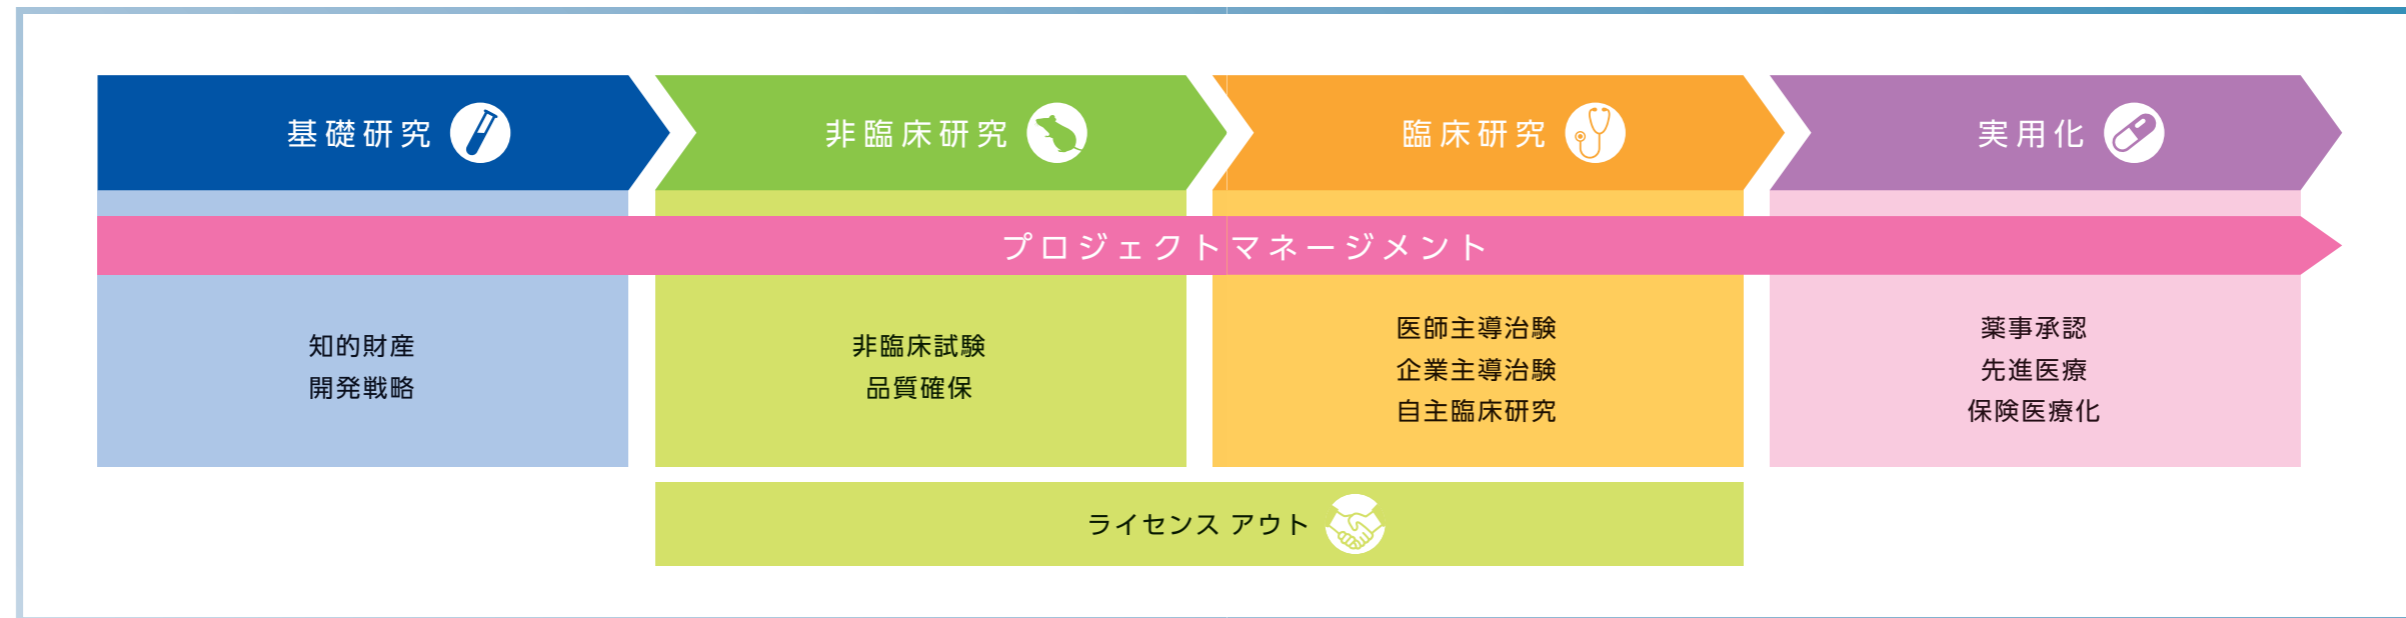 基礎研究
非臨床研究
臨床研究
実用化
プロジェクトマネージメント
知的財産
開発戦略
非臨床試験
品質確保
医師主導治験
企業主導治験
自主臨床研究
薬事承認
先進医療
保険医療化
ライセンス アウト